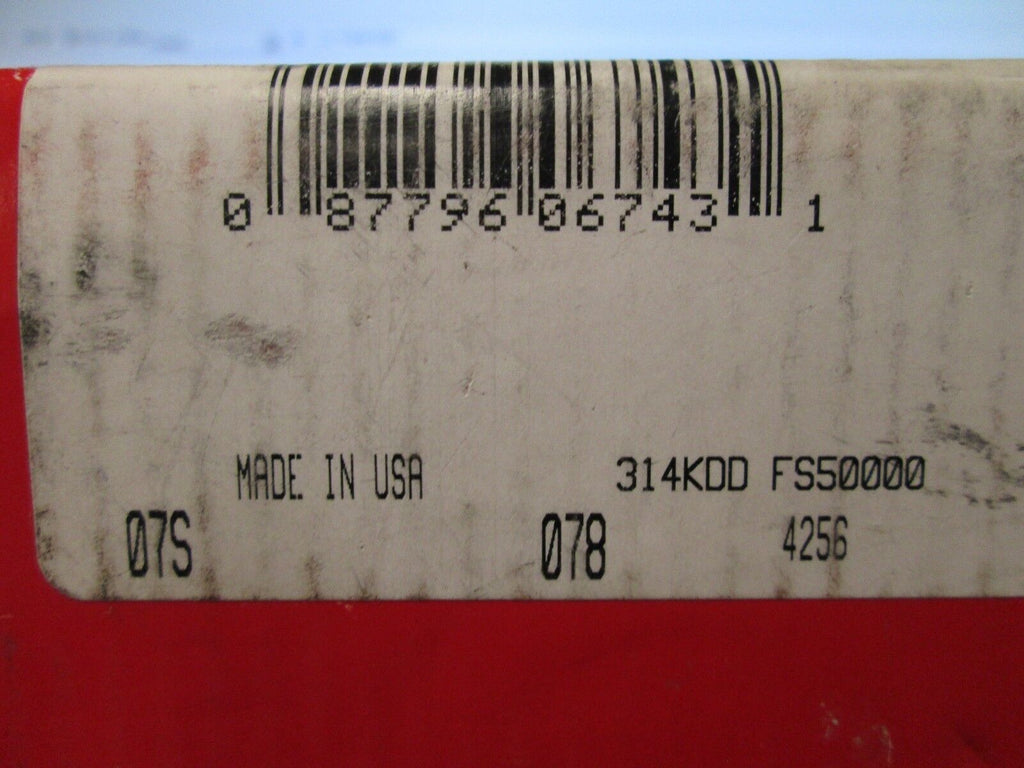 0 87796 06743 1
MADE IN USA 314KDD FS50000
07S 078 4256